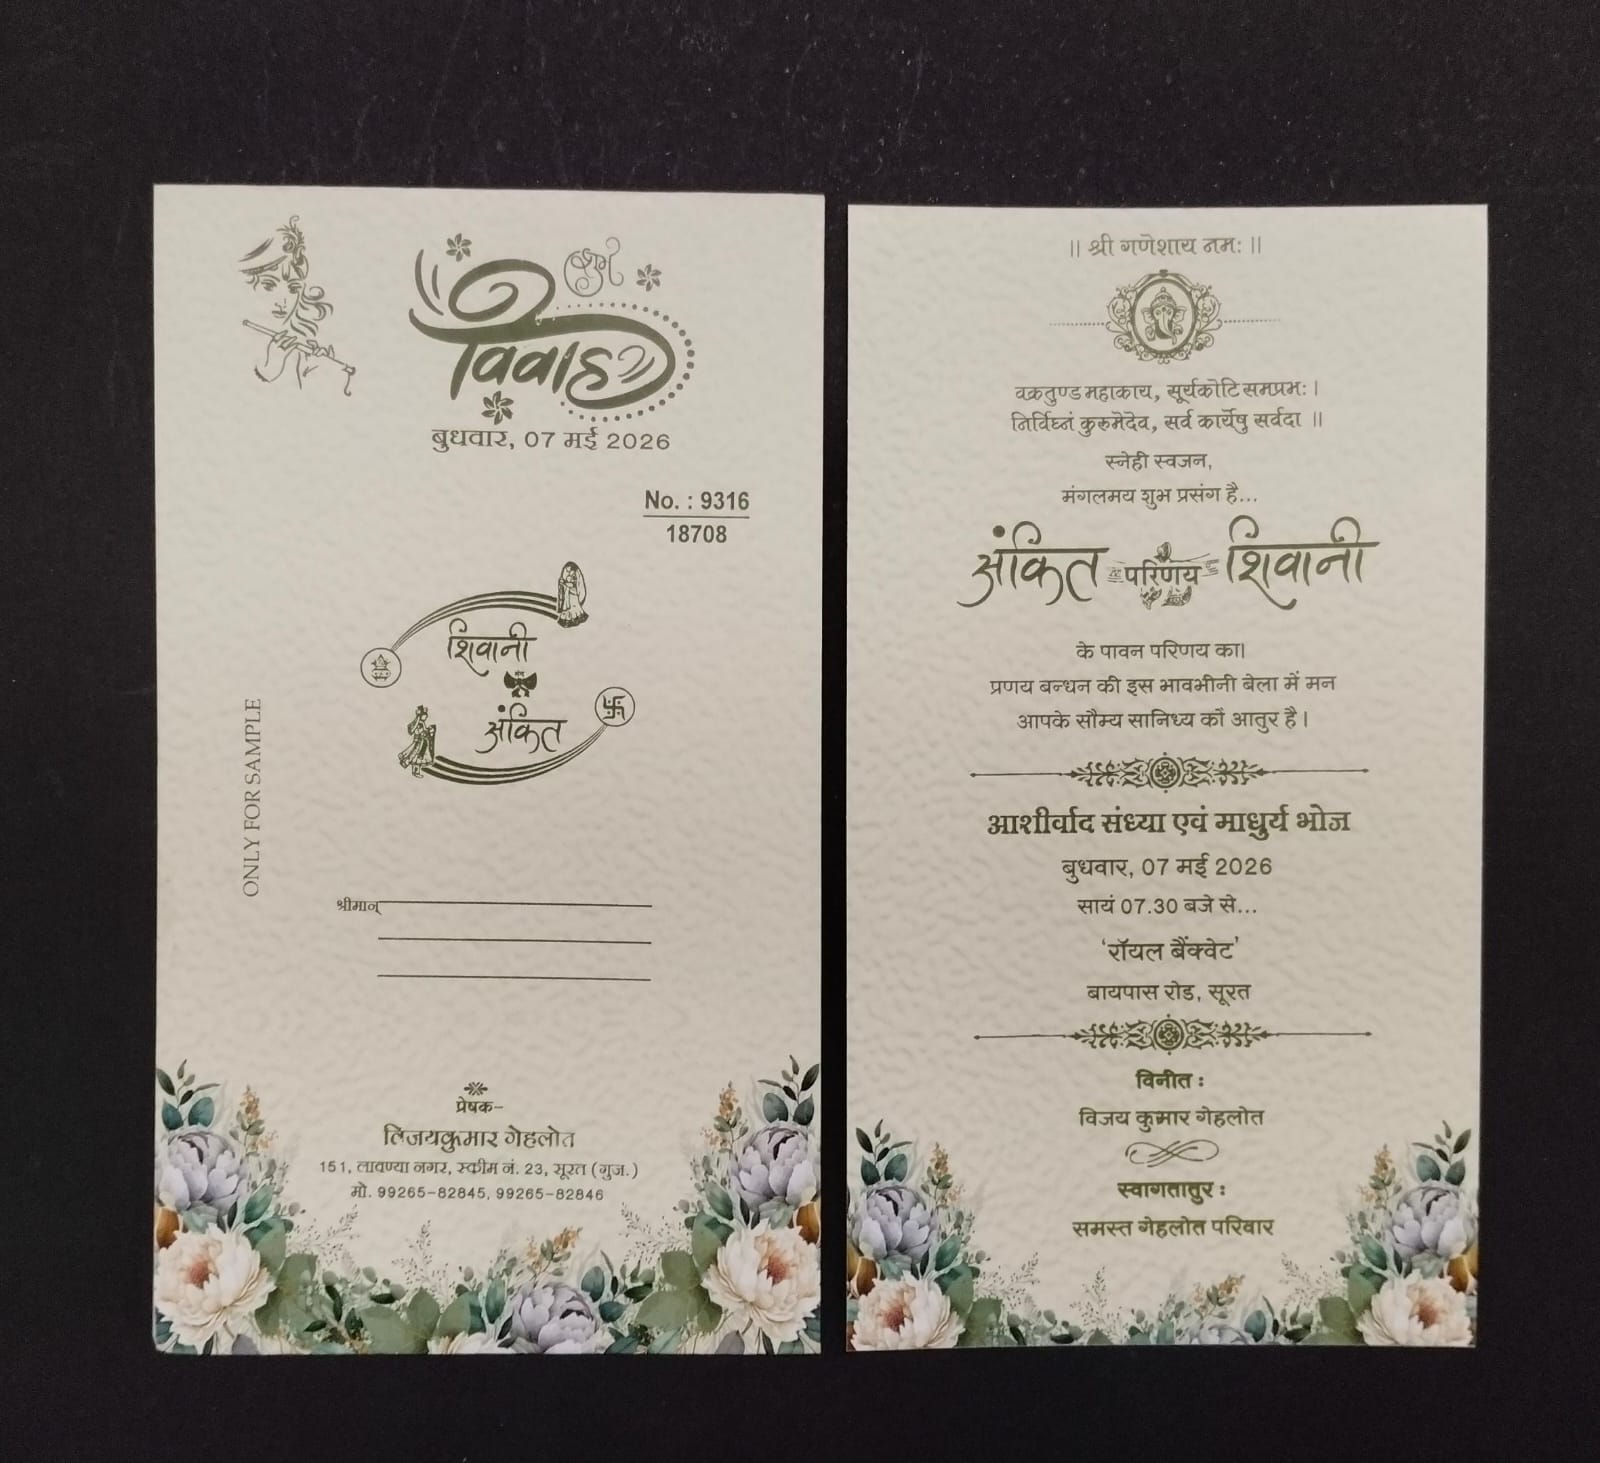 शुभ
विवाह
बुधवार, 07 मई 2026
No. : 9316
18708
शिवानी
संग
अंकित
ONLY FOR SAMPLE
श्रीमान्
प्रेषक-
विजयकुमार गेहलोत
151, लावण्या नगर, स्कीम नं. 23, सूरत (गुज.)
मो. 99265-82845, 99265-82846
|| श्री गणेशाय नमः ||
वक्रतुण्ड महाकाय, सूर्यकोटि समप्रभः |
निर्विघ्नं कुरुमेदेव, सर्व कार्येषु सर्वदा ||
स्नेही स्वजन,
मंगलमय शुभ प्रसंग है...
अंकित परिणय शिवानी
के पावन परिणय का।
प्रणय बन्धन की इस भावभीनी बेला में मन
आपके सौम्य सानिध्य कों आतुर है।
आशीर्वाद संध्या एवं माधुर्य भोज
बुधवार, 07 मई 2026
सायं 07.30 बजे से...
‘रॉयल बैंक्वेट’
बायपास रोड, सूरत
विनीत :
विजय कुमार गेहलोत
स्वागतातुर :
समस्त गेहलोत परिवार